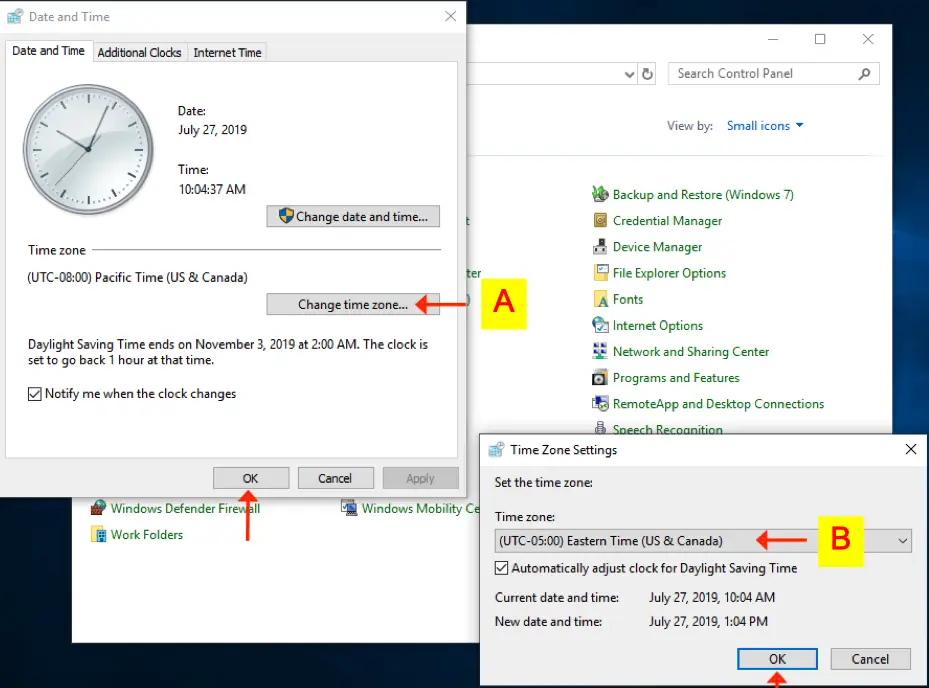 Date and Time
Date and Time
Additional Clocks
Internet Time
Date:
July 27, 2019
Time:
10:04:37 AM
Change date and time...
Time zone
(UTC-08:00) Pacific Time (US & Canada)
Change time zone...
A
Daylight Saving Time ends on November 3, 2019 at 2:00 AM. The clock is
set to go back 1 hour at that time.
Notify me when the clock changes
OK
Cancel
Apply
Search Control Panel
View by:
Small icons
Backup and Restore (Windows 7)
Credential Manager
Device Manager
File Explorer Options
Fonts
Internet Options
Network and Sharing Center
Programs and Features
RemoteApp and Desktop Connections
Speech Recognition
Windows Defender Firewall
Windows Mobility Ce
Work Folders
Time Zone Settings
Set the time zone:
Time zone:
(UTC-05:00) Eastern Time (US & Canada)
B
Automatically adjust clock for Daylight Saving Time
Current date and time:
July 27, 2019, 10:04 AM
New date and time:
July 27, 2019, 1:04 PM
OK
Cancel